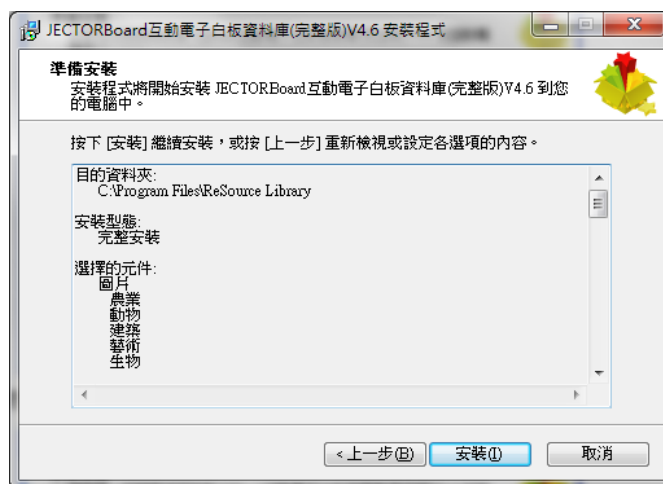 JECTORBoard互動電子白板資料庫(完整版)V4.6 安裝程式
準備安裝
安裝程式將開始安裝 JECTORBoard互動電子白板資料庫(完整版)V4.6 到您
的電腦中。
按下 [安裝] 繼續安裝，或按 [上一步] 重新檢視或設定各選項的內容。
目的資料夾:
C:\Program Files\ReSource Library
安裝型態:
完整安裝
選擇的元件:
圖片
農業
動物
建築
藝術
生物
<上一步(B)
安裝(I)
取消